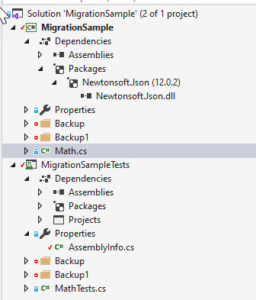 Solution 'MigrationSample' (2 of 1 project)
MigrationSample
Dependencies
Assemblies
Packages
Newtonsoft.Json (12.0.2)
Newtonsoft.Json.dll
Properties
Backup
Backup1
Math.cs
MigrationSampleTests
Dependencies
Assemblies
Packages
Projects
Properties
AssemblyInfo.cs
Backup
Backup1
MathTests.cs